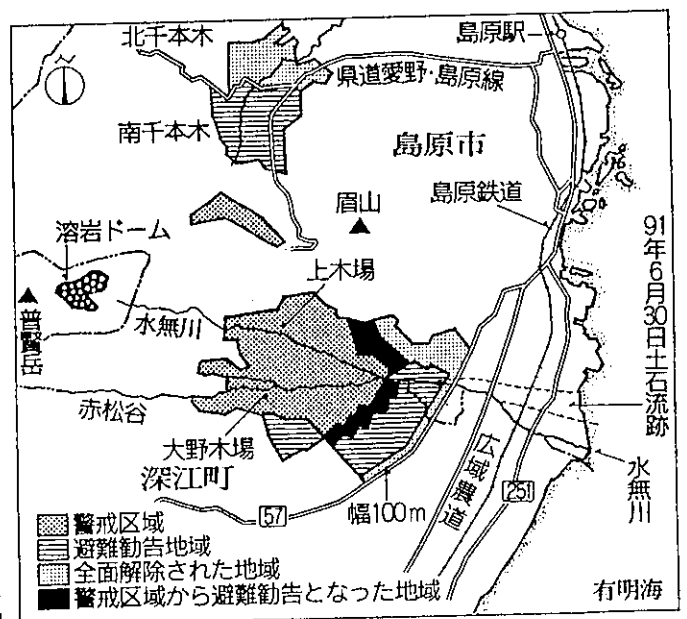 北千本木
島原駅
県道愛野・島原線
南千本木
島原市
島原鉄道
眉山
溶岩ドーム
上木場
91年6月30日土石流跡
普賢岳
水無川
赤松谷
大野木場
深江町
広域農道
水無川
57
幅100m
251
警戒区域
避難勧告地域
全面解除された地域
警戒区域から避難勧告となった地域
有明海